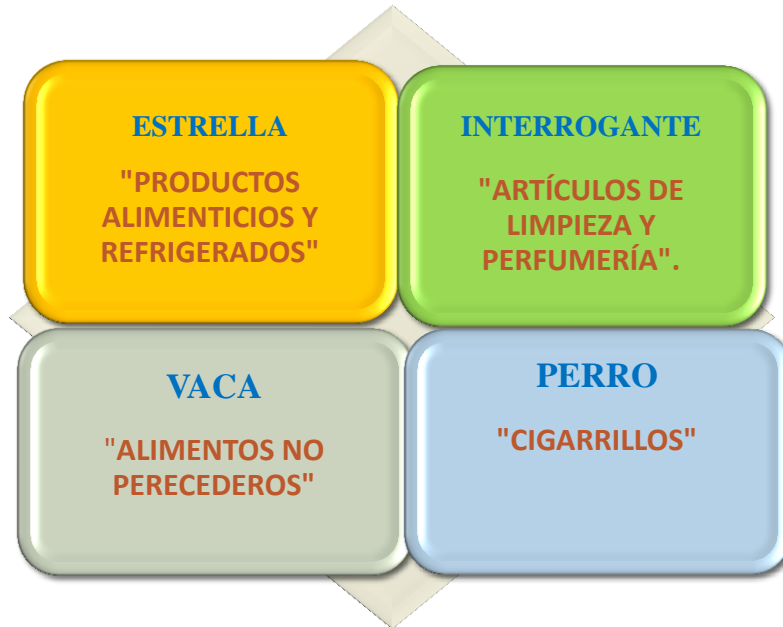 ESTRELLA
"PRODUCTOS
ALIMENTICIOS Y
REFRIGERADOS"
INTERROGANTE
"ARTÍCULOS DE
LIMPIEZA Y
PERFUMERÍA".
VACA
"ALIMENTOS NO
PERECEDEROS"
PERRO
"CIGARRILLOS"